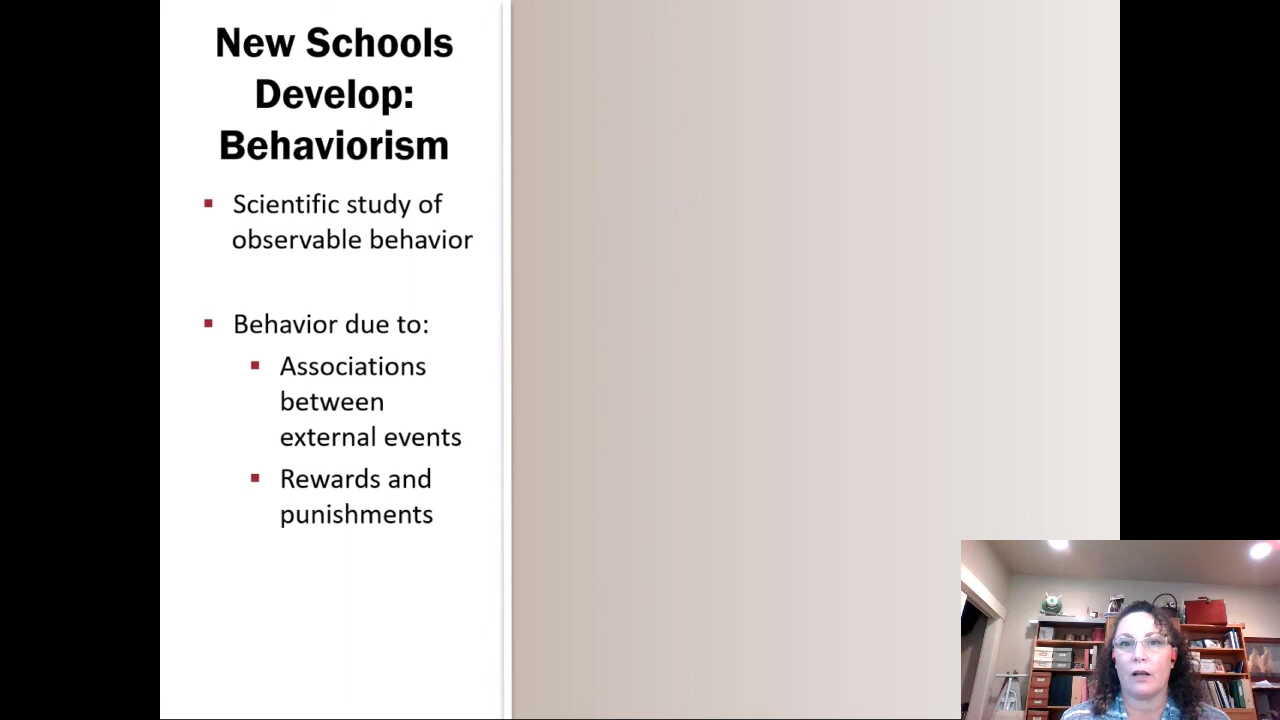 New Schools
Develop:
Behaviorism
Scientific study of
observable behavior
Behavior due to:
Associations
between
external events
Rewards and
punishments